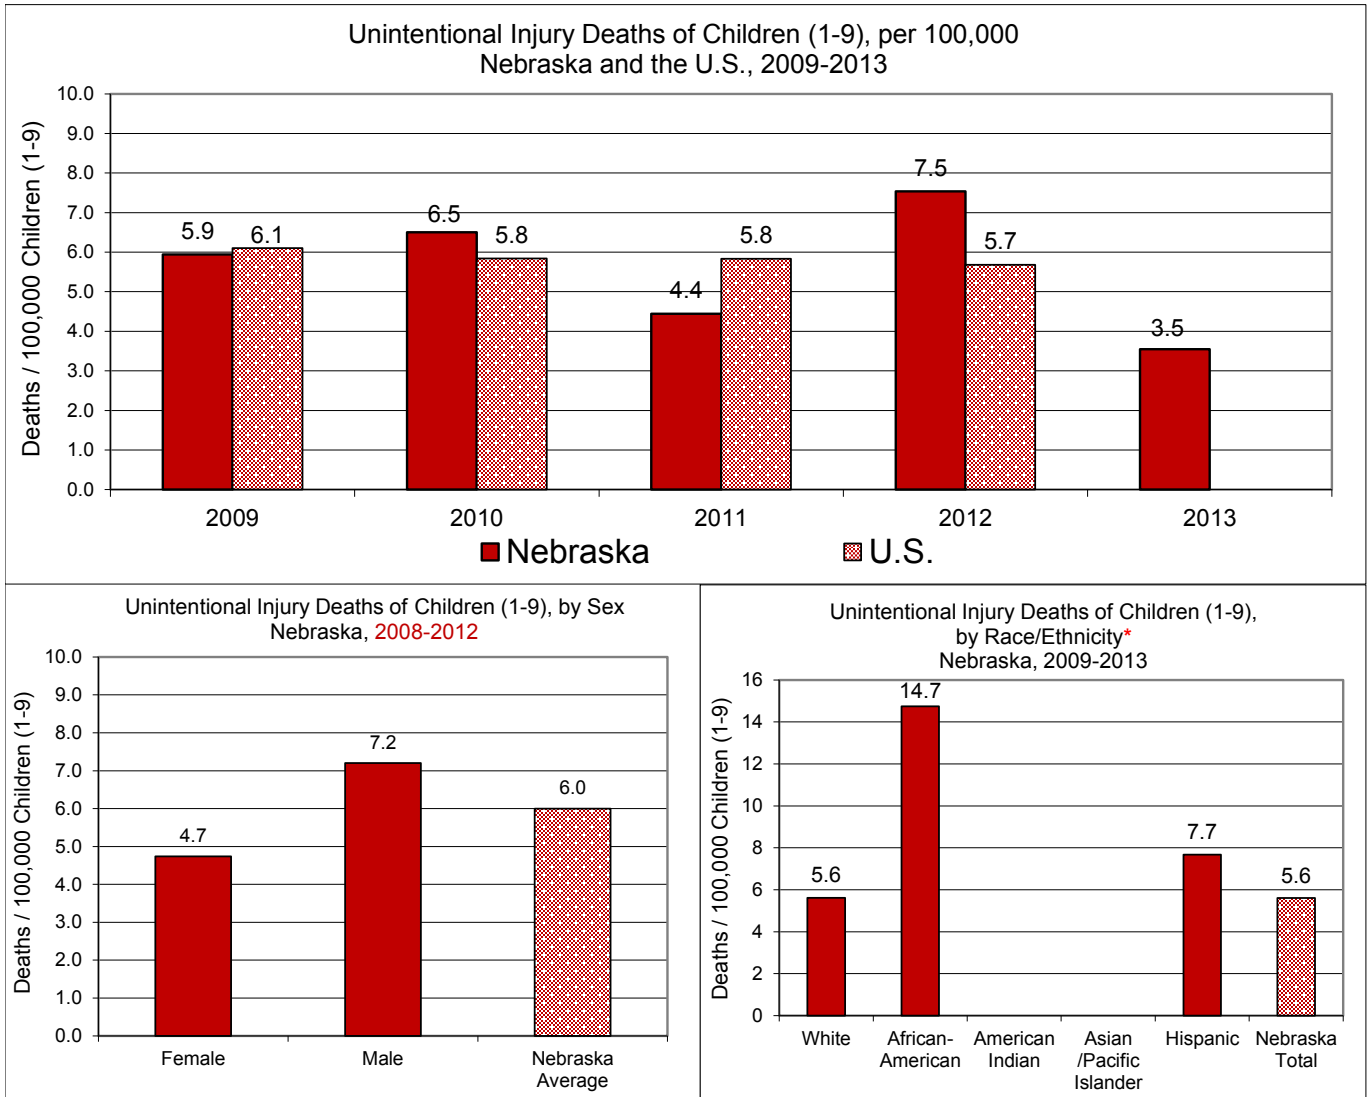 Unintentional Injury Deaths of Children (1-9), per 100,000
Nebraska and the U.S., 2009-2013
Deaths / 100,000 Children (1-9)
10.0
9.0
8.0
7.0
6.0
5.0
4.0
3.0
2.0
1.0
0.0
5.9
6.1
6.5
5.8
4.4
5.8
7.5
5.7
3.5
2009
2010
2011
2012
2013
Nebraska
U.S.
Unintentional Injury Deaths of Children (1-9), by Sex
Nebraska, 2008-2012
Deaths / 100,000 Children (1-9)
10.0
9.0
8.0
7.0
6.0
5.0
4.0
3.0
2.0
1.0
0.0
4.7
7.2
6.0
Female
Male
Nebraska
Average
Unintentional Injury Deaths of Children (1-9),
by Race/Ethnicity*
Nebraska, 2009-2013
Deaths / 100,000 Children (1-9)
16
14
12
10
8
6
4
2
0
5.6
14.7
7.7
5.6
White
African-
American
American
Indian
Asian
/Pacific
Islander
Hispanic
Nebraska
Total